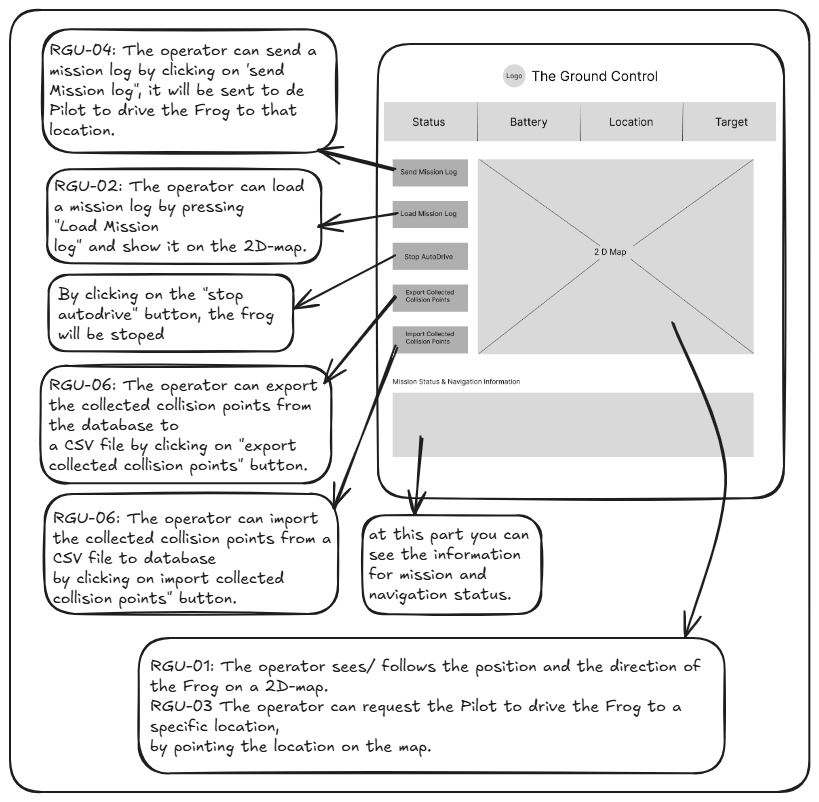 RGU-04: The operator can send a
mission log by clicking on 'send
Mission log", it will be sent to de
Pilot to drive the Frog to that
location.
Logo
The Ground Control
Status
Battery
Location
Target
RGU-02: The operator can load
a mission log by pressing
"Load Mission
log" and show it on the 2D-map.
Send Mission Log
Load Mission Log
Stop AutoDrive
Export Collected
Collision Points
Import Collected
Collision Points
2 D Map
By clicking on the "stop
autodrive" button, the frog
will be stoped
Mission Status & Navigation Information
RGU-06: The operator can export
the collected collision points from
the database to
a CSV file by clicking on "export
collected collision points" button.
RGU-06: The operator can import
the collected collision points from a
CSV file to database
by clicking on import collected
collision points" button.
at this part you can
see the information
for mission and
navigation status.
RGU-01: The operator sees/ follows the position and the direction of
the Frog on a 2D-map.
RGU-03 The operator can request the Pilot to drive the Frog to a
specific location,
by pointing the location on the map.